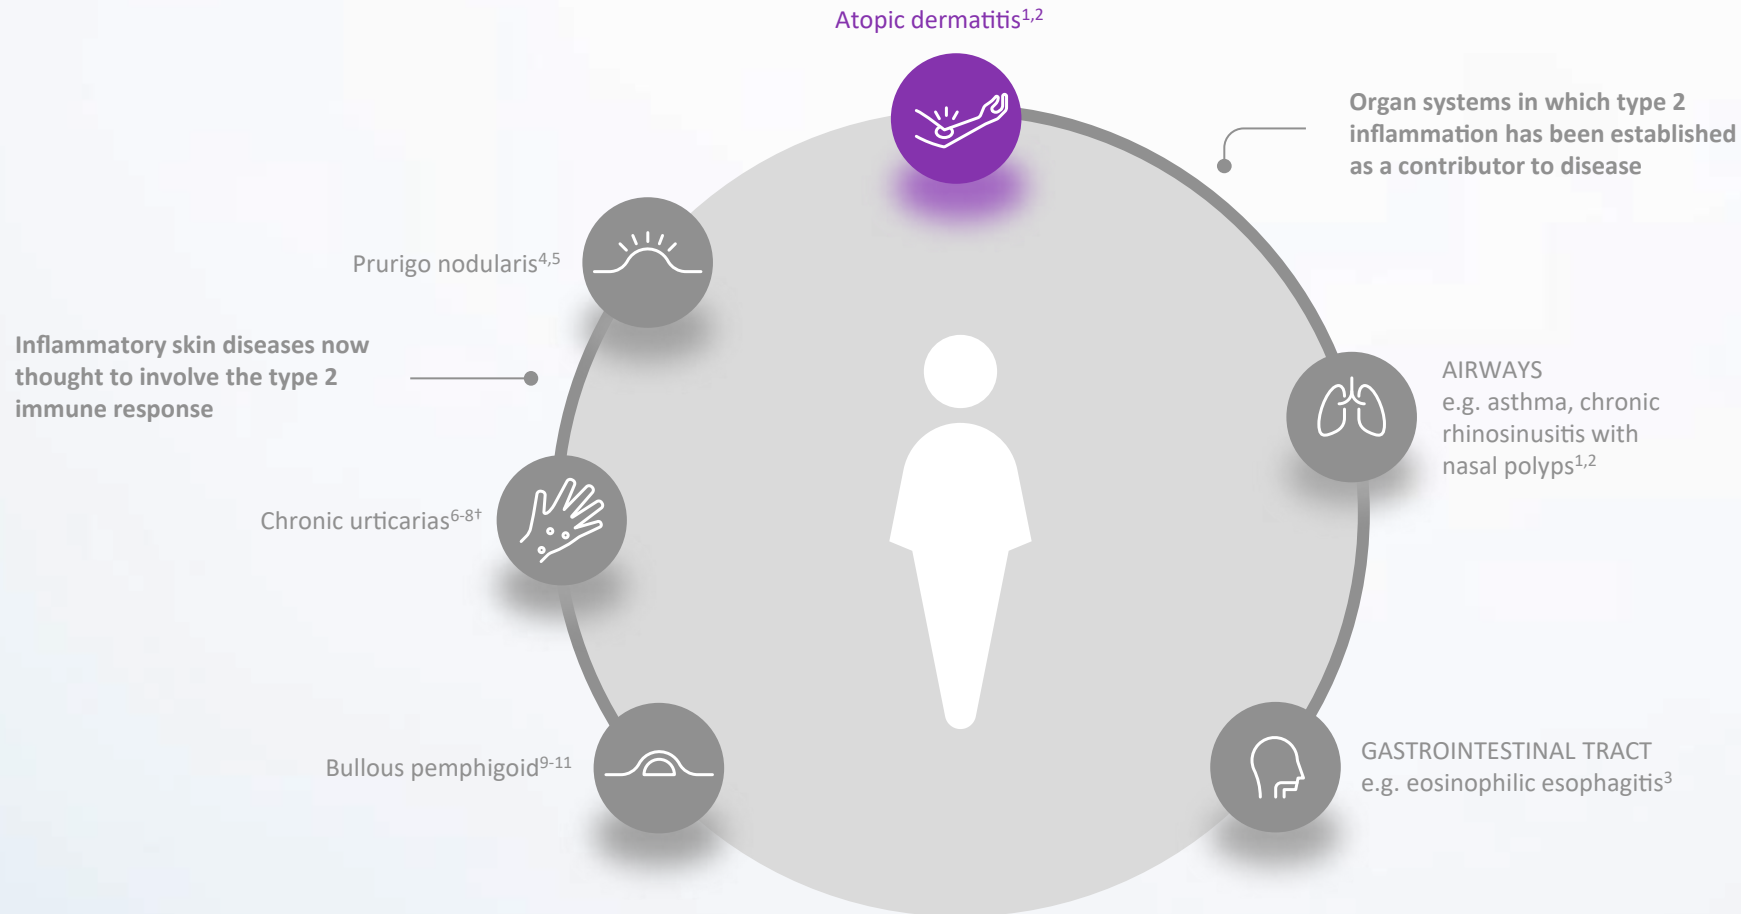 Atopic dermatitis1,2
Organ systems in which type 2
inflammation has been established
as a contributor to disease
Prurigo nodularis4,5
Inflammatory skin diseases now
thought to involve the type 2
immune response
AIRWAYS
e.g. asthma, chronic
rhinosinusitis with
nasal polyps1,2
Chronic urticarias6-8†
Bullous pemphigoid9-11
GASTROINTESTINAL TRACT
e.g. eosinophilic esophagitis3